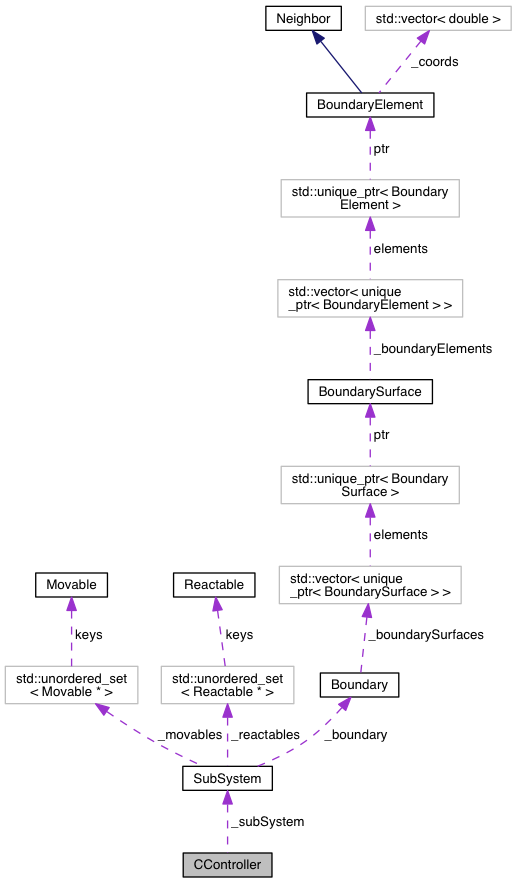 Neighbor
std::vector< double >
_coords
BoundaryElement
ptr
std::unique_ptr< Boundary
Element >
elements
std::vector< unique
_ptr< BoundaryElement > >
_boundaryElements
BoundarySurface
ptr
std::unique_ptr< Boundary
Surface >
elements
std::vector< unique
_ptr< BoundarySurface > >
Movable
Reactable
keys
keys
_boundarySurfaces
std::unordered_set
< Movable * >
std::unordered_set
< Reactable * >
Boundary
_movables
_reactables
_boundary
SubSystem
_subSystem
CController